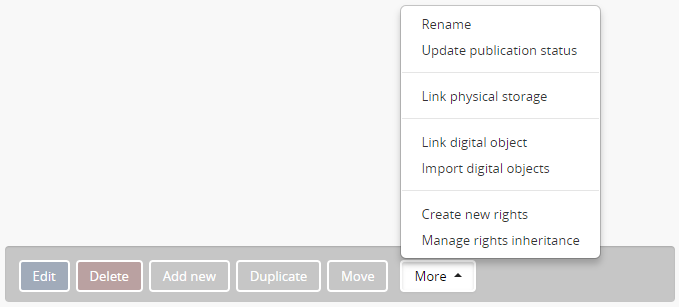 Rename
Update publication status
Link physical storage
Link digital object
Import digital objects
Create new rights
Manage rights inheritance
Edit Delete Add new Duplicate Move More